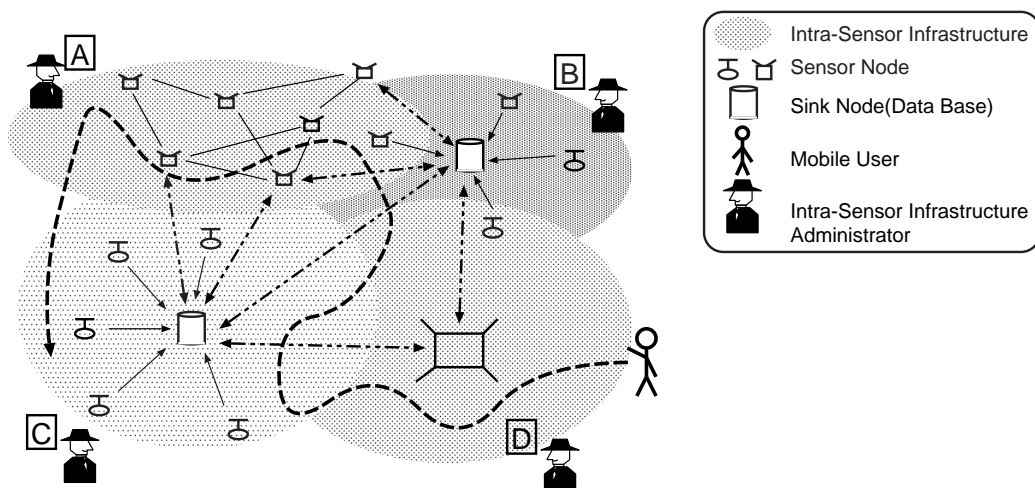 A
B
C
D
Intra-Sensor Infrastructure
Sensor Node
Sink Node(Data Base)
Mobile User
Intra-Sensor Infrastructure
Administrator